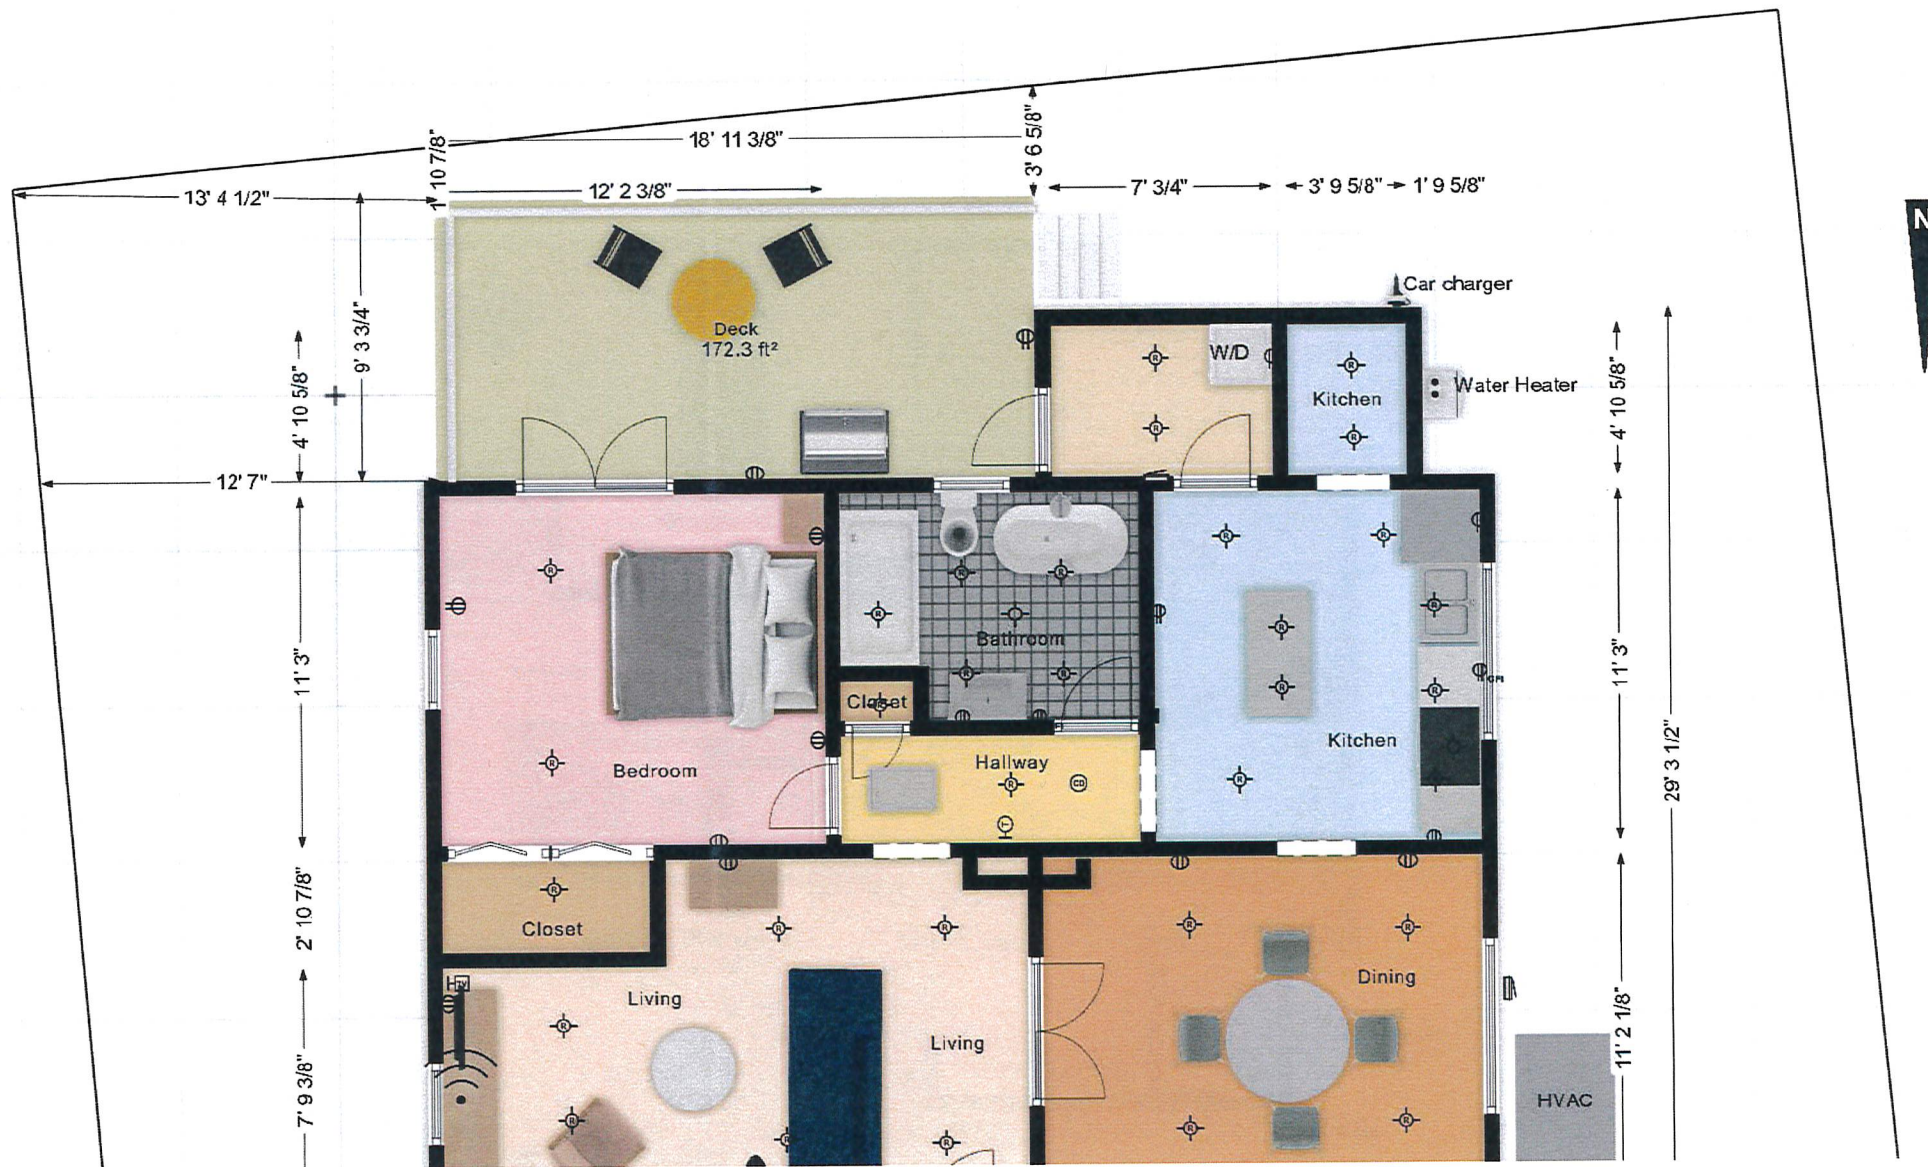 18' 11 3/8"
1' 10 7/8"
3' 6 5/8"
13' 4 1/2"
12' 2 3/8"
7' 3/4"
3' 9 5/8"
1' 9 5/8"
N
Car charger
9' 3 3/4"
4' 10 5/8"
Deck
172.3 ft²
W/D
Kitchen
Water Heater
4' 10 5/8"
12' 7"
11' 3"
Bathroom
Closet
Bedroom
Hallway
CD
T
Kitchen
GFI
11' 3"
29' 3 1/2"
2' 10 7/8"
Closet
Living
Living
Dining
7' 9 3/8"
11' 2 1/8"
HVAC